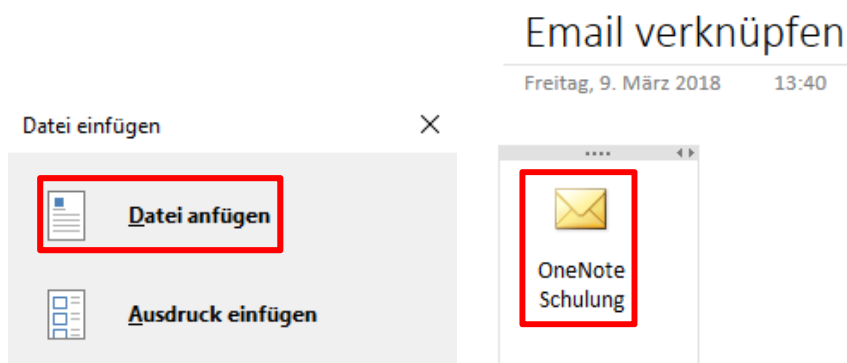 Email verknüpfen
Freitag, 9. März 2018 13:40
Datei einfügen
Datei anfügen
Ausdruck einfügen
OneNote
Schulung